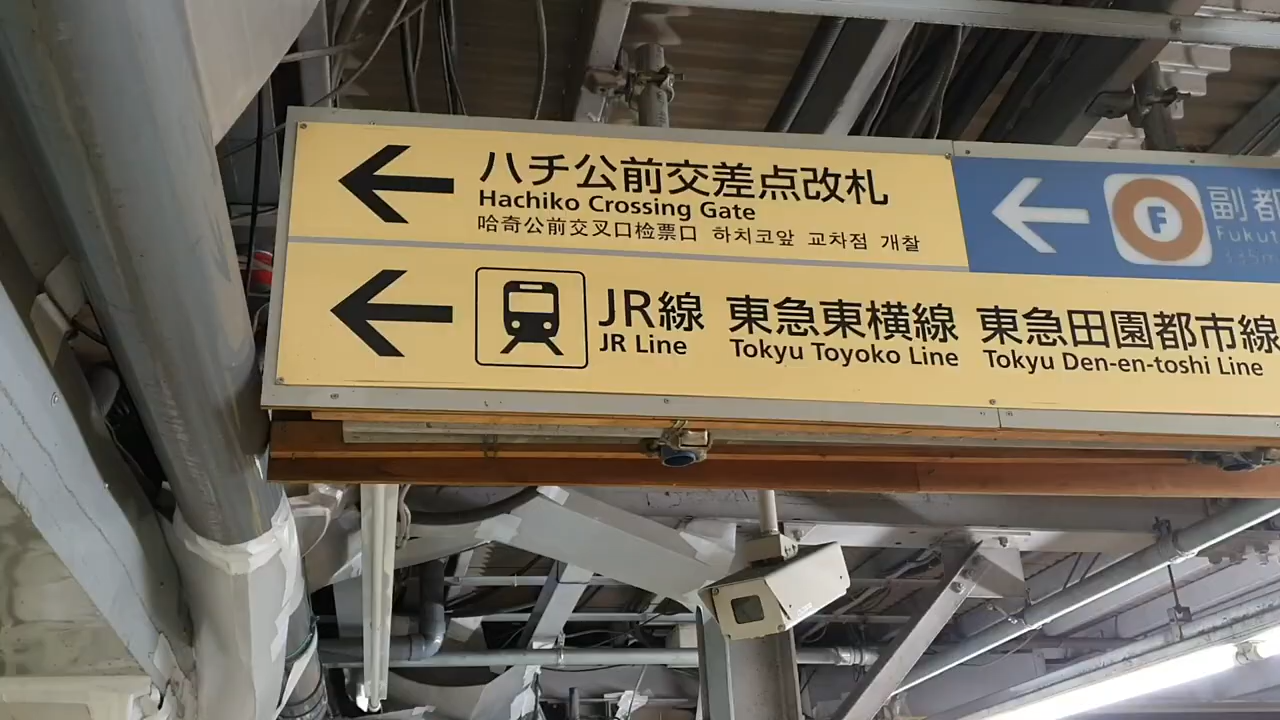 ハチ公前交差点改札
Hachiko Crossing Gate
哈奇公前交叉口检票口 하치코앞 교차점 개찰
JR線 東急東横線 東急田園都市線
JR Line Tokyu Toyoko Line Tokyu Den-en-toshi Line
F
副都
Fukut
335m